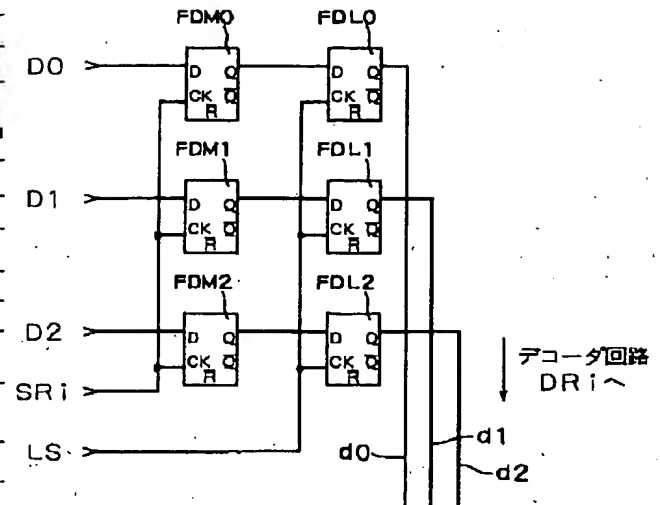 FDM0 FDL0
D0
D Q D Q
CK Q̅ CK Q̅
R̅ R̅
FDM1 FDL1
D1
D Q D Q
CK Q̅ CK Q̅
R̅ R̅
FDM2 FDL2
D2
D Q D Q
CK Q̅ CK Q̅
R̅ R̅
デコーダ回路
DRiへ
SRi
LS
d0
d1
d2